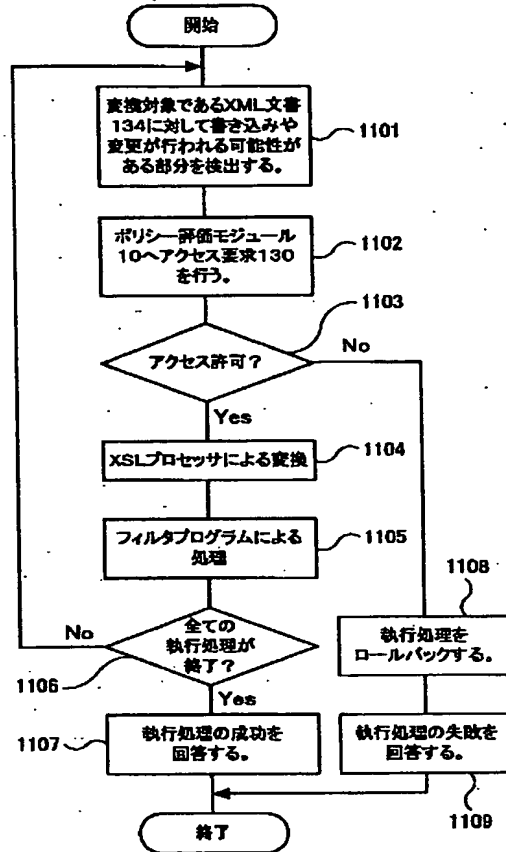 開始
変換対象であるXML文書
134に対して書き込みや
変更が行われる可能性が
ある部分を検出する。
1101
ポリシー評価モジュール
10へアクセス要求130
を行う。
1102
1103
アクセス許可？
No
Yes
XSLプロセッサによる変換
1104
フィルタプログラムによる
処理
1105
1108
No
全ての
執行処理が
終了？
執行処理を
ロールバックする。
1106
Yes
1107
執行処理の成功を
回答する。
執行処理の失敗を
回答する。
1109
終了